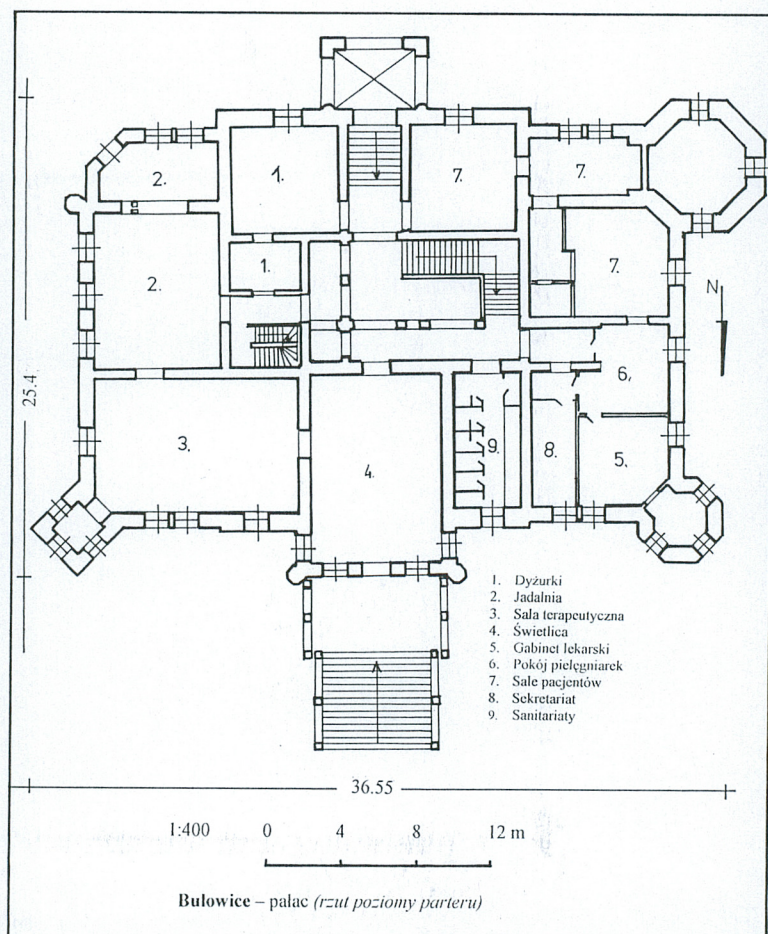 1.
2.
7.
7.
1.
2.
7.
N
6,
25.4
3.
4.
9.
8.
5.
1. Dyżurki
2. Jadalnia
3. Sala terapeutyczna
4. Świetlica
5. Gabinet lekarski
6. Pokój pielęgniarek
7. Sale pacjentów
8. Sekretariat
9. Sanitariaty
36.55
1:400 0 4 8 12 m
Bulowice – pałac (rzut poziomy parteru)